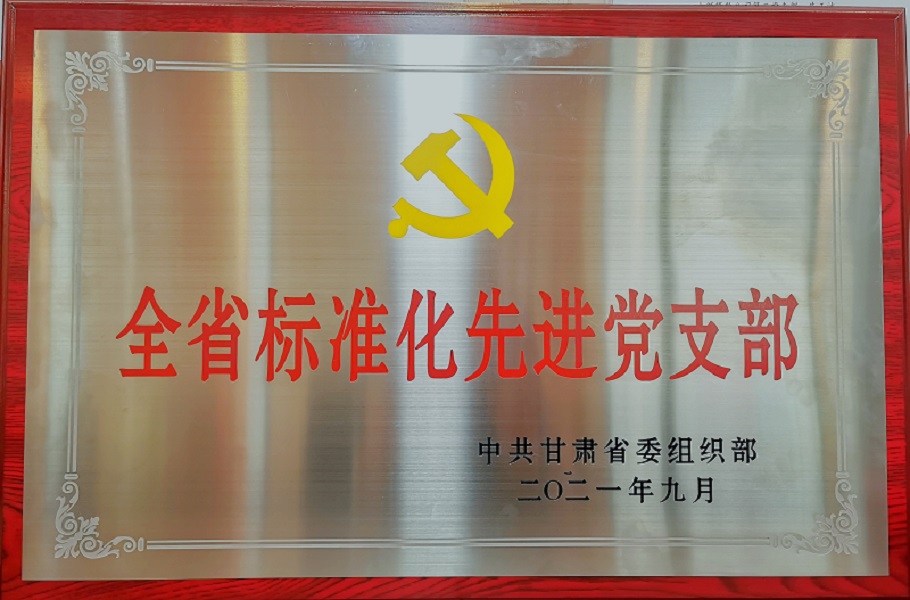 全省标准化先进党支部
中共甘肃省委组织部
二〇二一年九月